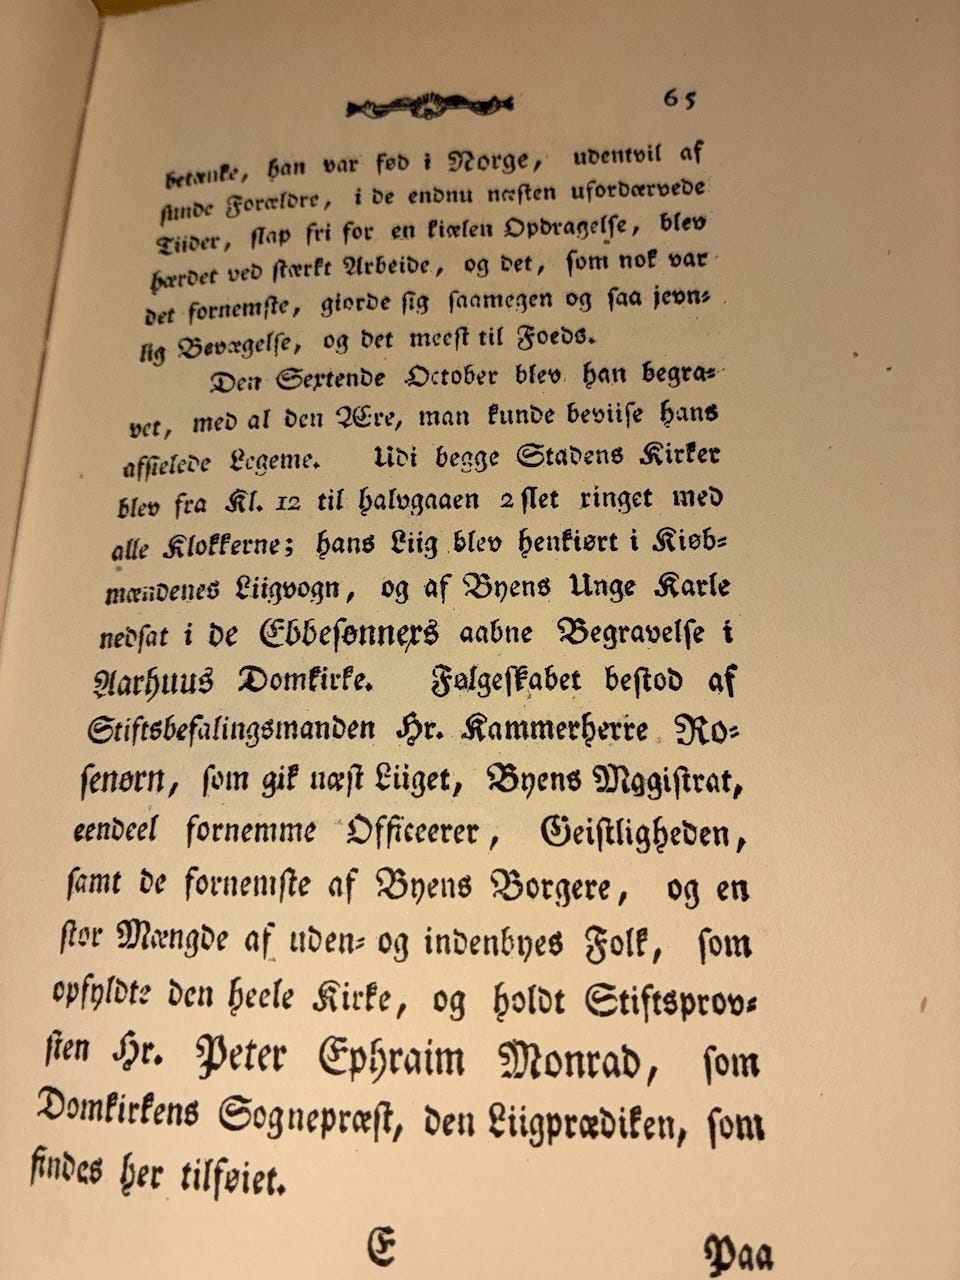 65
betænke, han var fød i Norge, udentvil af
sunde Forældre, i de endnu næsten ufordærvede
Tiider, slap fri for en kiælen Opdragelse, blev
hærdet ved stærkt Arbeide, og det, som nok var
det fornemste, giorde sig saamegen og saa jevn-
lig Bevægelse, og det meest til Foeds.
Den Sextende October blev han begra-
vet, med al den Ære, man kunde beviise hans
afsielede Legeme. Udi begge Stadens Kirker
blev fra Kl. 12 til halvgaaen 2 slet ringet med
alle Klokkerne; hans Liig blev henkiørt i Kiøb-
mændenes Liigvogn, og af Byens Unge Karle
nedsat i de Ebbesønners aabne Begravelse i
Aarhuus Domkirke. Følgeskabet bestod af
Stiftsbefalingsmanden Hr. Kammerherre Ro-
senørn, som gik næst Liiget, Byens Magistrat,
eendeel fornemme Officeerer, Geistligheden,
samt de fornemste af Byens Borgere, og en
stor Mængde af uden- og indenbyes Folk, som
opfyldte den heele Kirke, og holdt Stiftsprov-
sten Hr. Peter Ephraim Monrad, som
Domkirkens Sognepræst, den Liigprædiken, som
findes her tilføiet.
E Paa